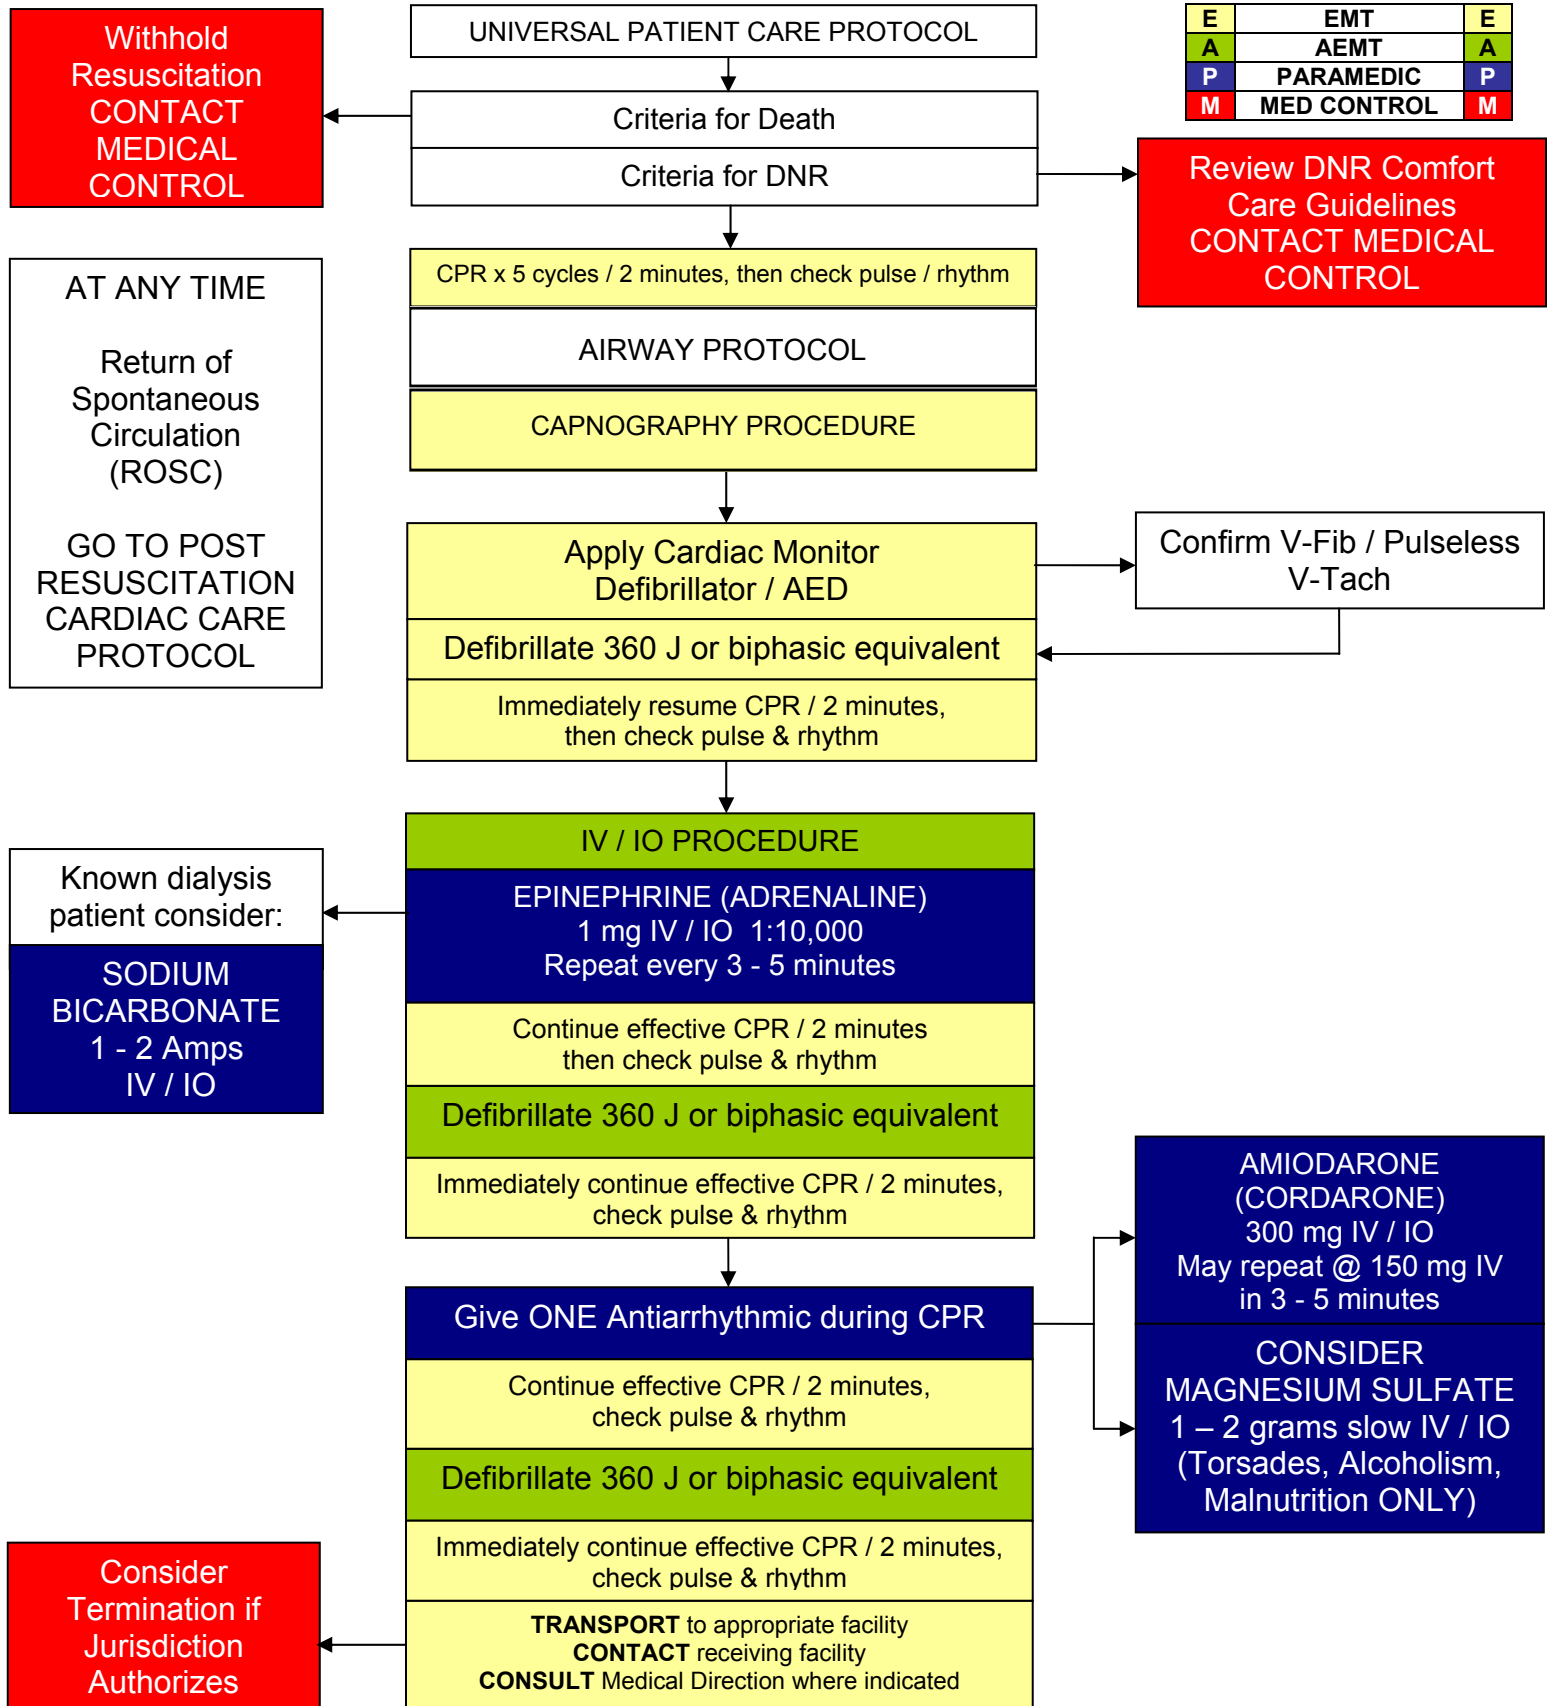 Withhold
Resuscitation
CONTACT
MEDICAL
CONTROL
UNIVERSAL PATIENT CARE PROTOCOL
Criteria for Death
Criteria for DNR
E EMT E
A AEMT A
P PARAMEDIC P
M MED CONTROL M
Review DNR Comfort
Care Guidelines
CONTACT MEDICAL
CONTROL
AT ANY TIME
Return of
Spontaneous
Circulation
(ROSC)
GO TO POST
RESUSCITATION
CARDIAC CARE
PROTOCOL
CPR x 5 cycles / 2 minutes, then check pulse / rhythm
AIRWAY PROTOCOL
CAPNOGRAPHY PROCEDURE
Apply Cardiac Monitor
Defibrillator / AED
Confirm V-Fib / Pulseless
V-Tach
Defibrillate 360 J or biphasic equivalent
Immediately resume CPR / 2 minutes,
then check pulse & rhythm
IV / IO PROCEDURE
EPINEPHRINE (ADRENALINE)
1 mg IV / IO 1:10,000
Repeat every 3 - 5 minutes
Known dialysis
patient consider:
SODIUM
BICARBONATE
1 - 2 Amps
IV / IO
Continue effective CPR / 2 minutes
then check pulse & rhythm
Defibrillate 360 J or biphasic equivalent
Immediately continue effective CPR / 2 minutes,
check pulse & rhythm
Give ONE Antiarrhythmic during CPR
AMIODARONE
(CORDARONE)
300 mg IV / IO
May repeat @ 150 mg IV
in 3 - 5 minutes
CONSIDER
MAGNESIUM SULFATE
1 – 2 grams slow IV / IO
(Torsades, Alcoholism,
Malnutrition ONLY)
Continue effective CPR / 2 minutes,
check pulse & rhythm
Defibrillate 360 J or biphasic equivalent
Immediately continue effective CPR / 2 minutes,
check pulse & rhythm
TRANSPORT to appropriate facility
CONTACT receiving facility
CONSULT Medical Direction where indicated
Consider
Termination if
Jurisdiction
Authorizes